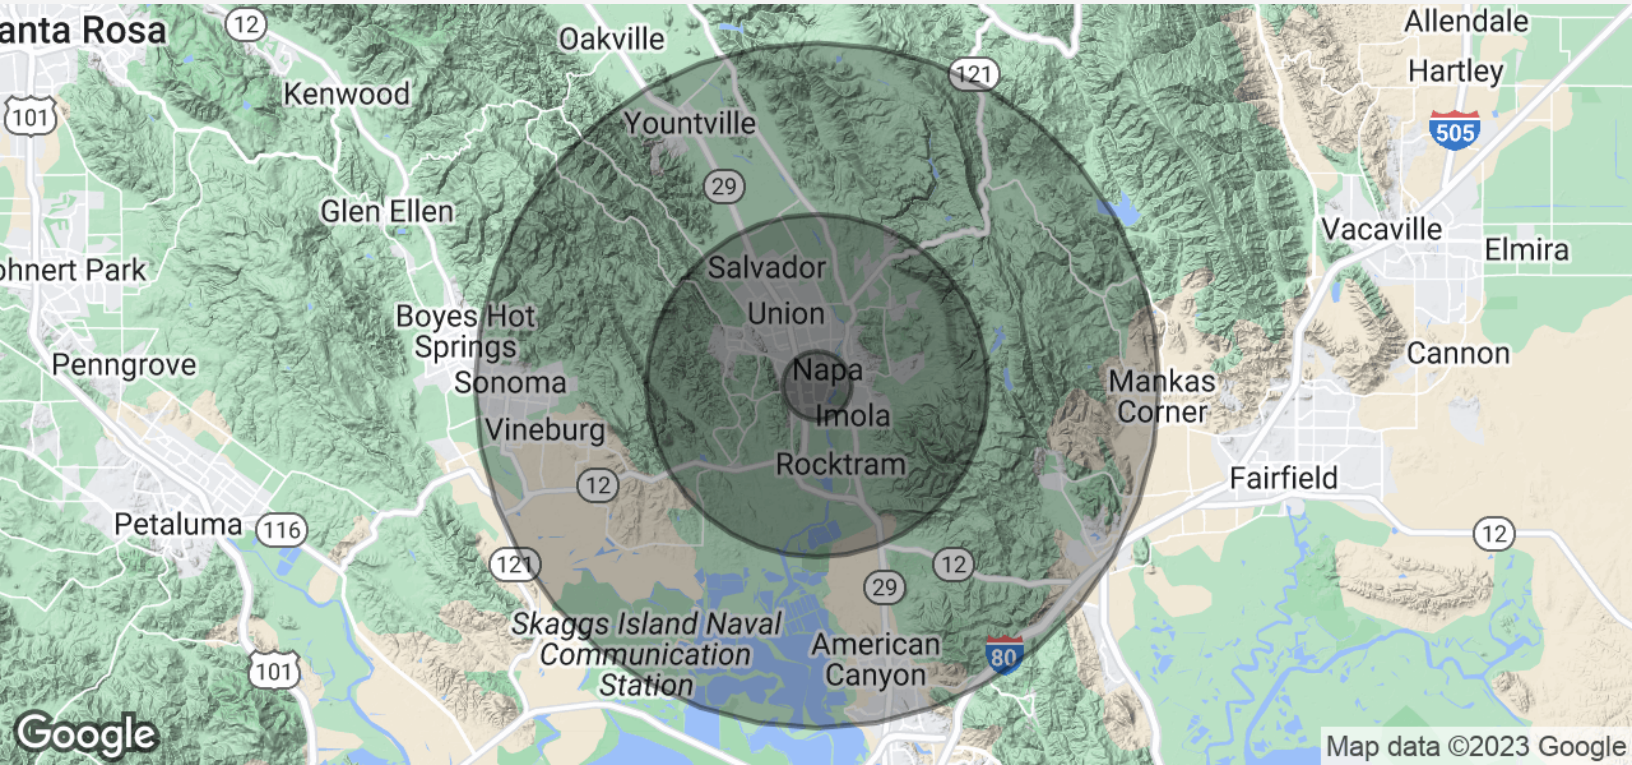 anta Rosa
12
Oakville
121
Allendale
Hartley
101
Kenwood
Yountville
505
29
Glen Ellen
Vacaville
Elmira
ohnert Park
Salvador
Union
Boyes Hot
Springs
Penngrove
Sonoma
Napa
Mankas
Corner
Cannon
Vineburg
Imola
Rocktram
12
Fairfield
Petaluma
116
12
121
12
29
Skaggs Island Naval
Communication
Station
American
Canyon
80
101
Google
Map data ©2023 Google